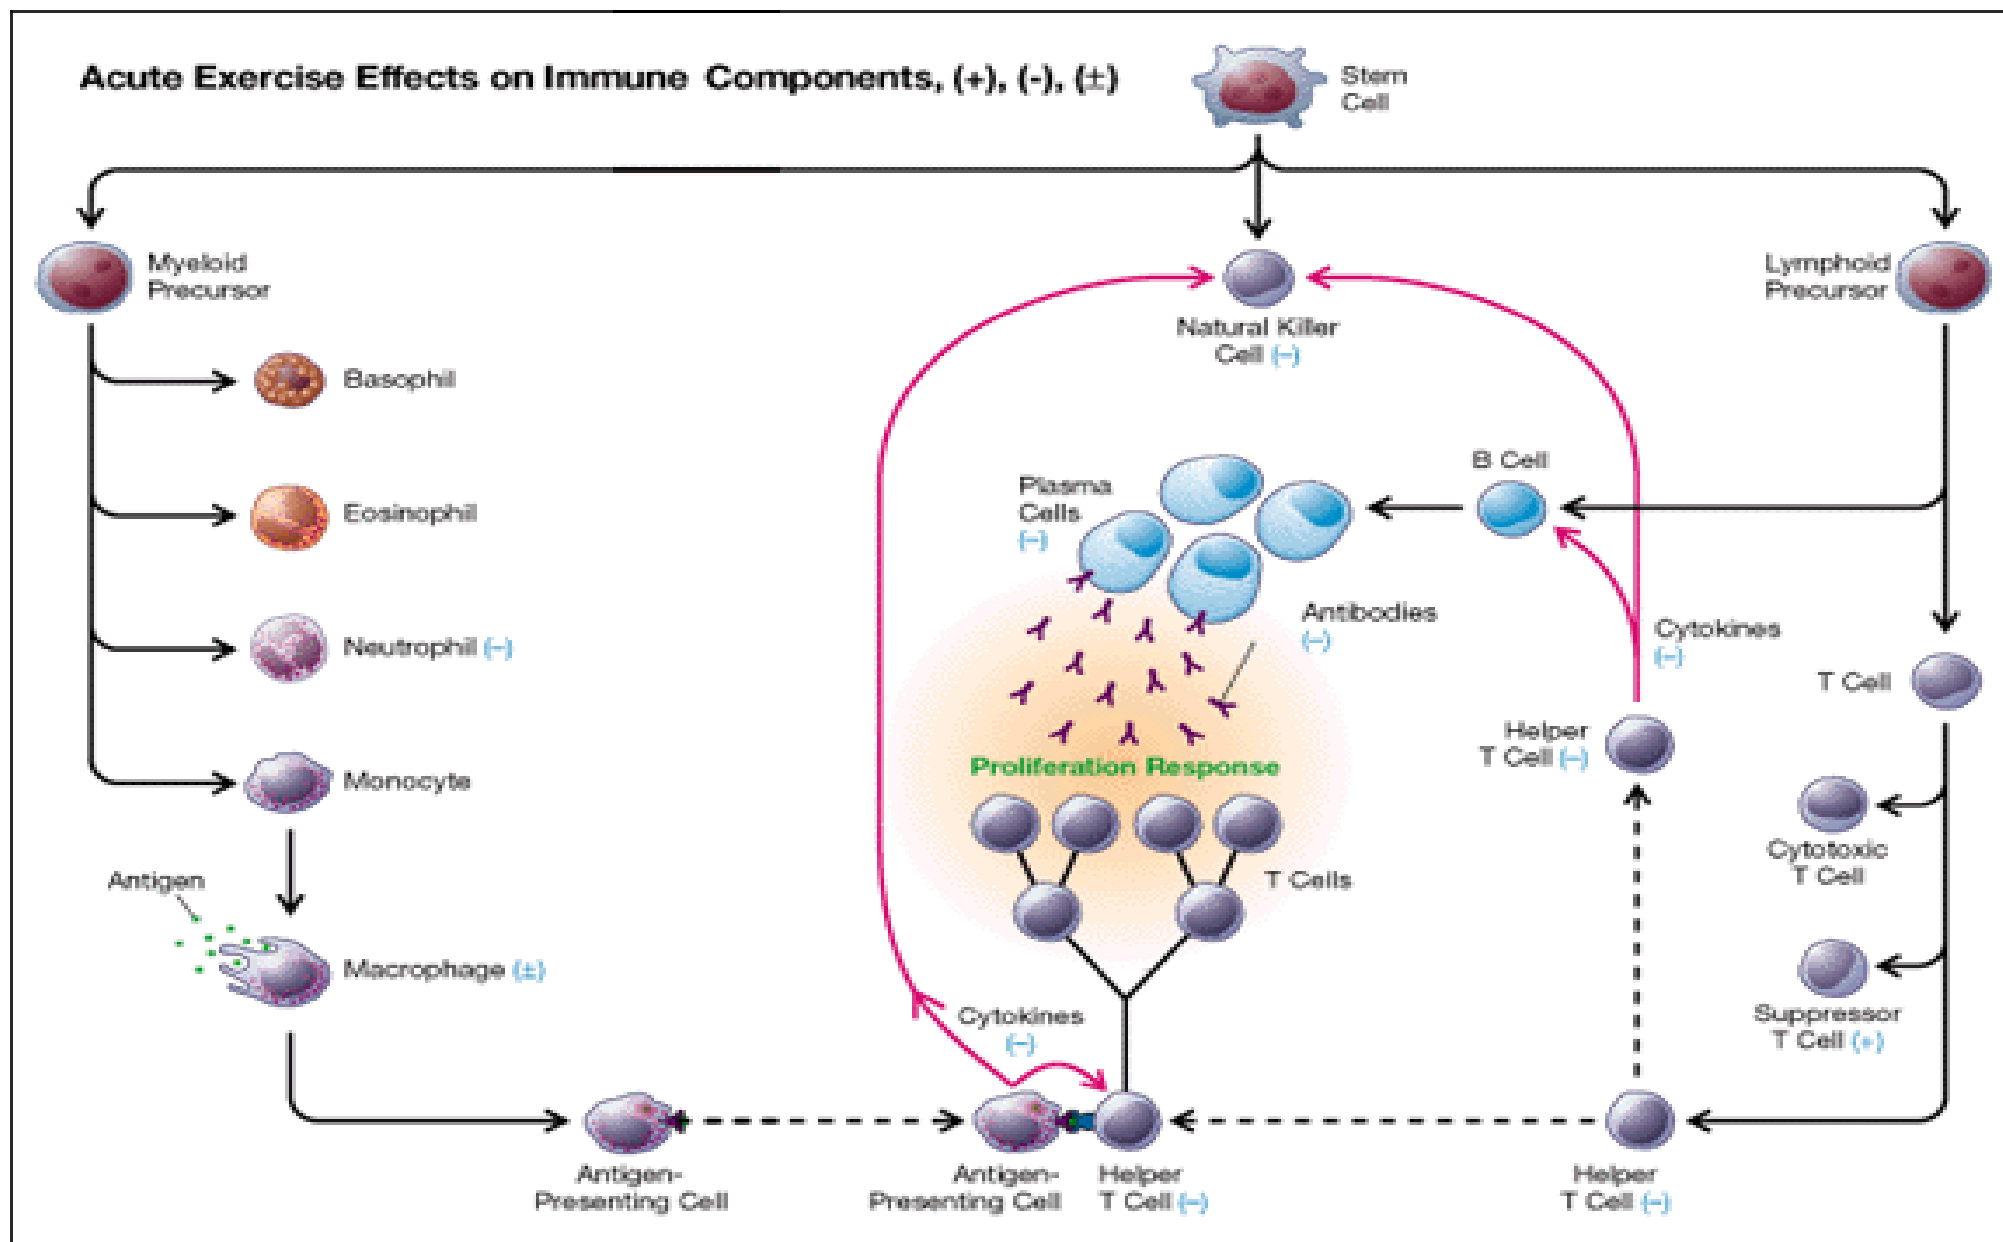 Acute Exercise Effects on Immune Components, (+), (-), (±)
Stem
Cell
Myeloid
Precursor
Lymphoid
Precursor
Natural Killer
Cell (−)
Basophil
Eosinophil
Neutrophil (−)
Monocyte
Antigen
Macrophage (±)
B Cell
Plasma
Cells
(−)
Antibodies
(−)
Cytokines
(−)
T Cell
Helper
T Cell (−)
Proliferation Response
Cytotoxic
T Cell
T Cells
Suppressor
T Cell (+)
Cytokines
(−)
Antigen-
Presenting Cell
Antigen-
Presenting Cell
Helper
T Cell (−)
Helper
T Cell (−)